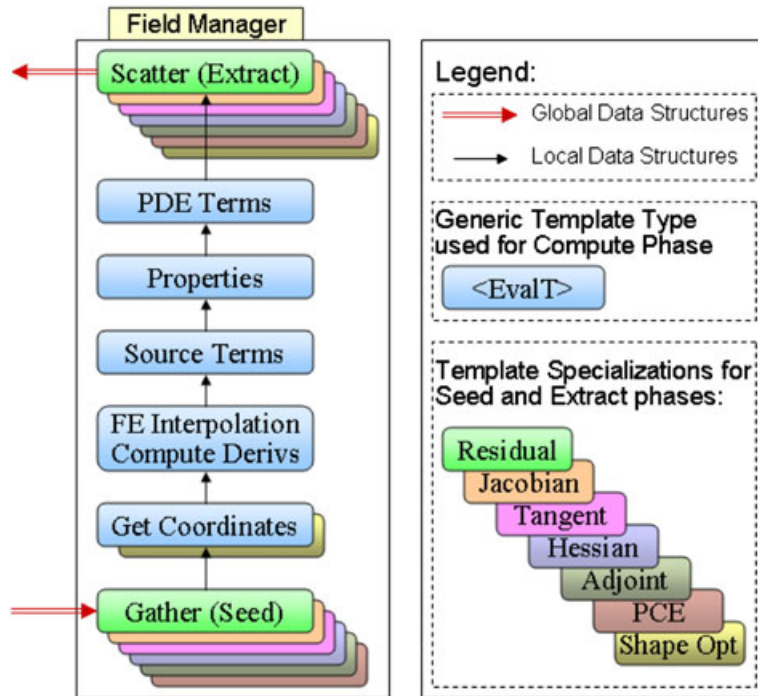 Field Manager
Scatter (Extract)
PDE Terms
Properties
Source Terms
FE Interpolation
Compute Derivs
Get Coordinates
Gather (Seed)
Legend:
Global Data Structures
Local Data Structures
Generic Template Type
used for Compute Phase
<EvalT>
Template Specializations for
Seed and Extract phases:
Residual
Jacobian
Tangent
Hessian
Adjoint
PCE
Shape Opt